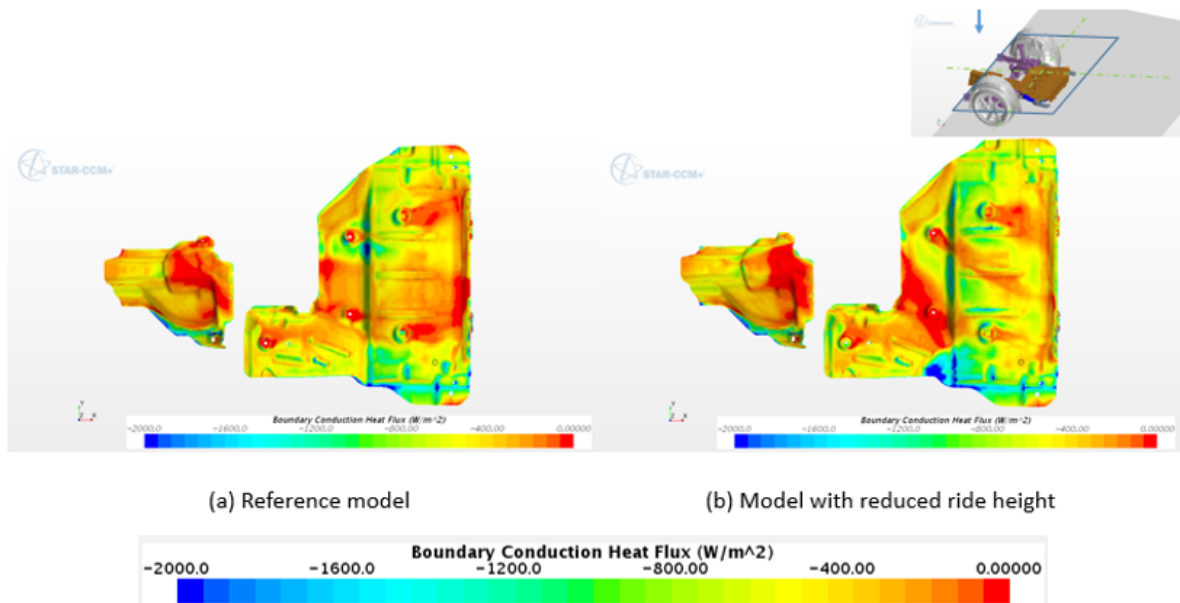 STAR-CCM+
STAR-CCM+
Y
Z X
Boundary Conduction Heat Flux (W/m^2)
-2000.0 -1600.0 -1200.0 -800.00 -400.00 0.00000
Y
Z X
Boundary Conduction Heat Flux (W/m^2)
-2000.0 -1600.0 -1200.0 -800.00 -400.00 0.00000
(a) Reference model
(b) Model with reduced ride height
Boundary Conduction Heat Flux (W/m^2)
-2000.0 -1600.0 -1200.0 -800.00 -400.00 0.00000